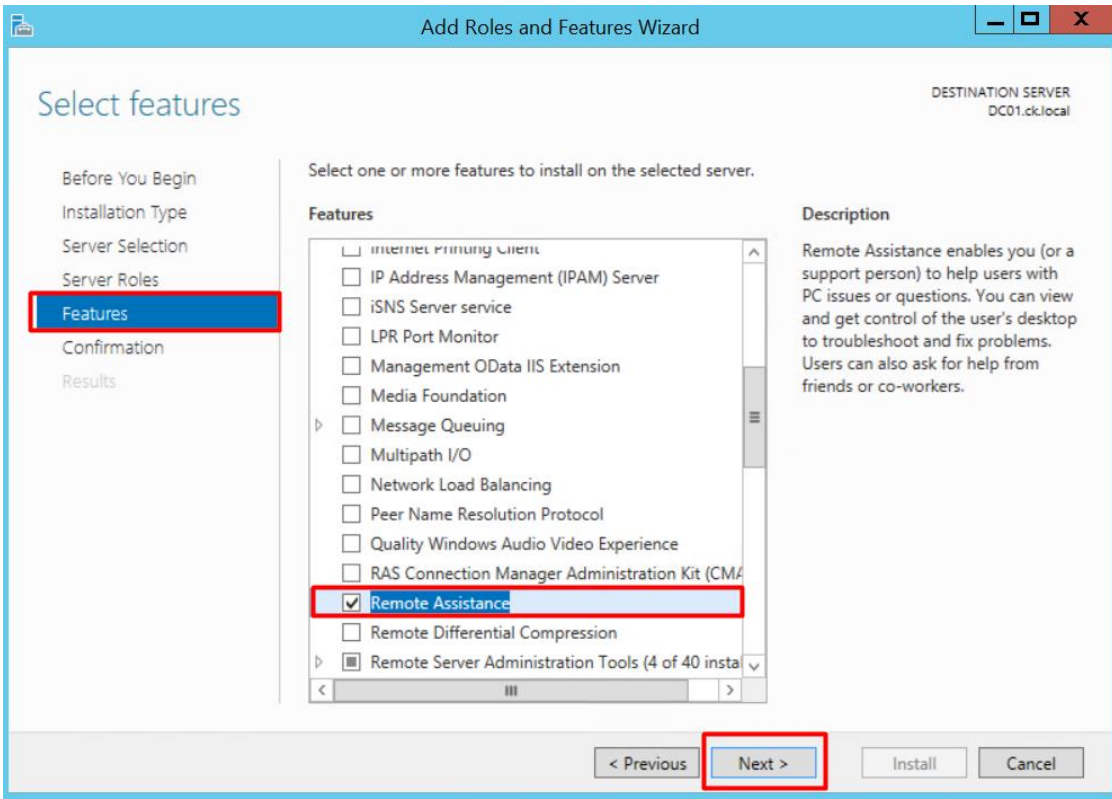 Add Roles and Features Wizard
X
Select features
DESTINATION SERVER
DC01.ck.local
Before You Begin
Installation Type
Server Selection
Server Roles
Features
Confirmation
Results
Select one or more features to install on the selected server.
Features
Internet Printing Client
IP Address Management (IPAM) Server
iSNS Server service
LPR Port Monitor
Management OData IIS Extension
Media Foundation
Message Queuing
Multipath I/O
Network Load Balancing
Peer Name Resolution Protocol
Quality Windows Audio Video Experience
RAS Connection Manager Administration Kit (CMA
Remote Assistance
Remote Differential Compression
Remote Server Administration Tools (4 of 40 instal
Description
Remote Assistance enables you (or a
support person) to help users with
PC issues or questions. You can view
and get control of the user's desktop
to troubleshoot and fix problems.
Users can also ask for help from
friends or co-workers.
< Previous
Next >
Install
Cancel